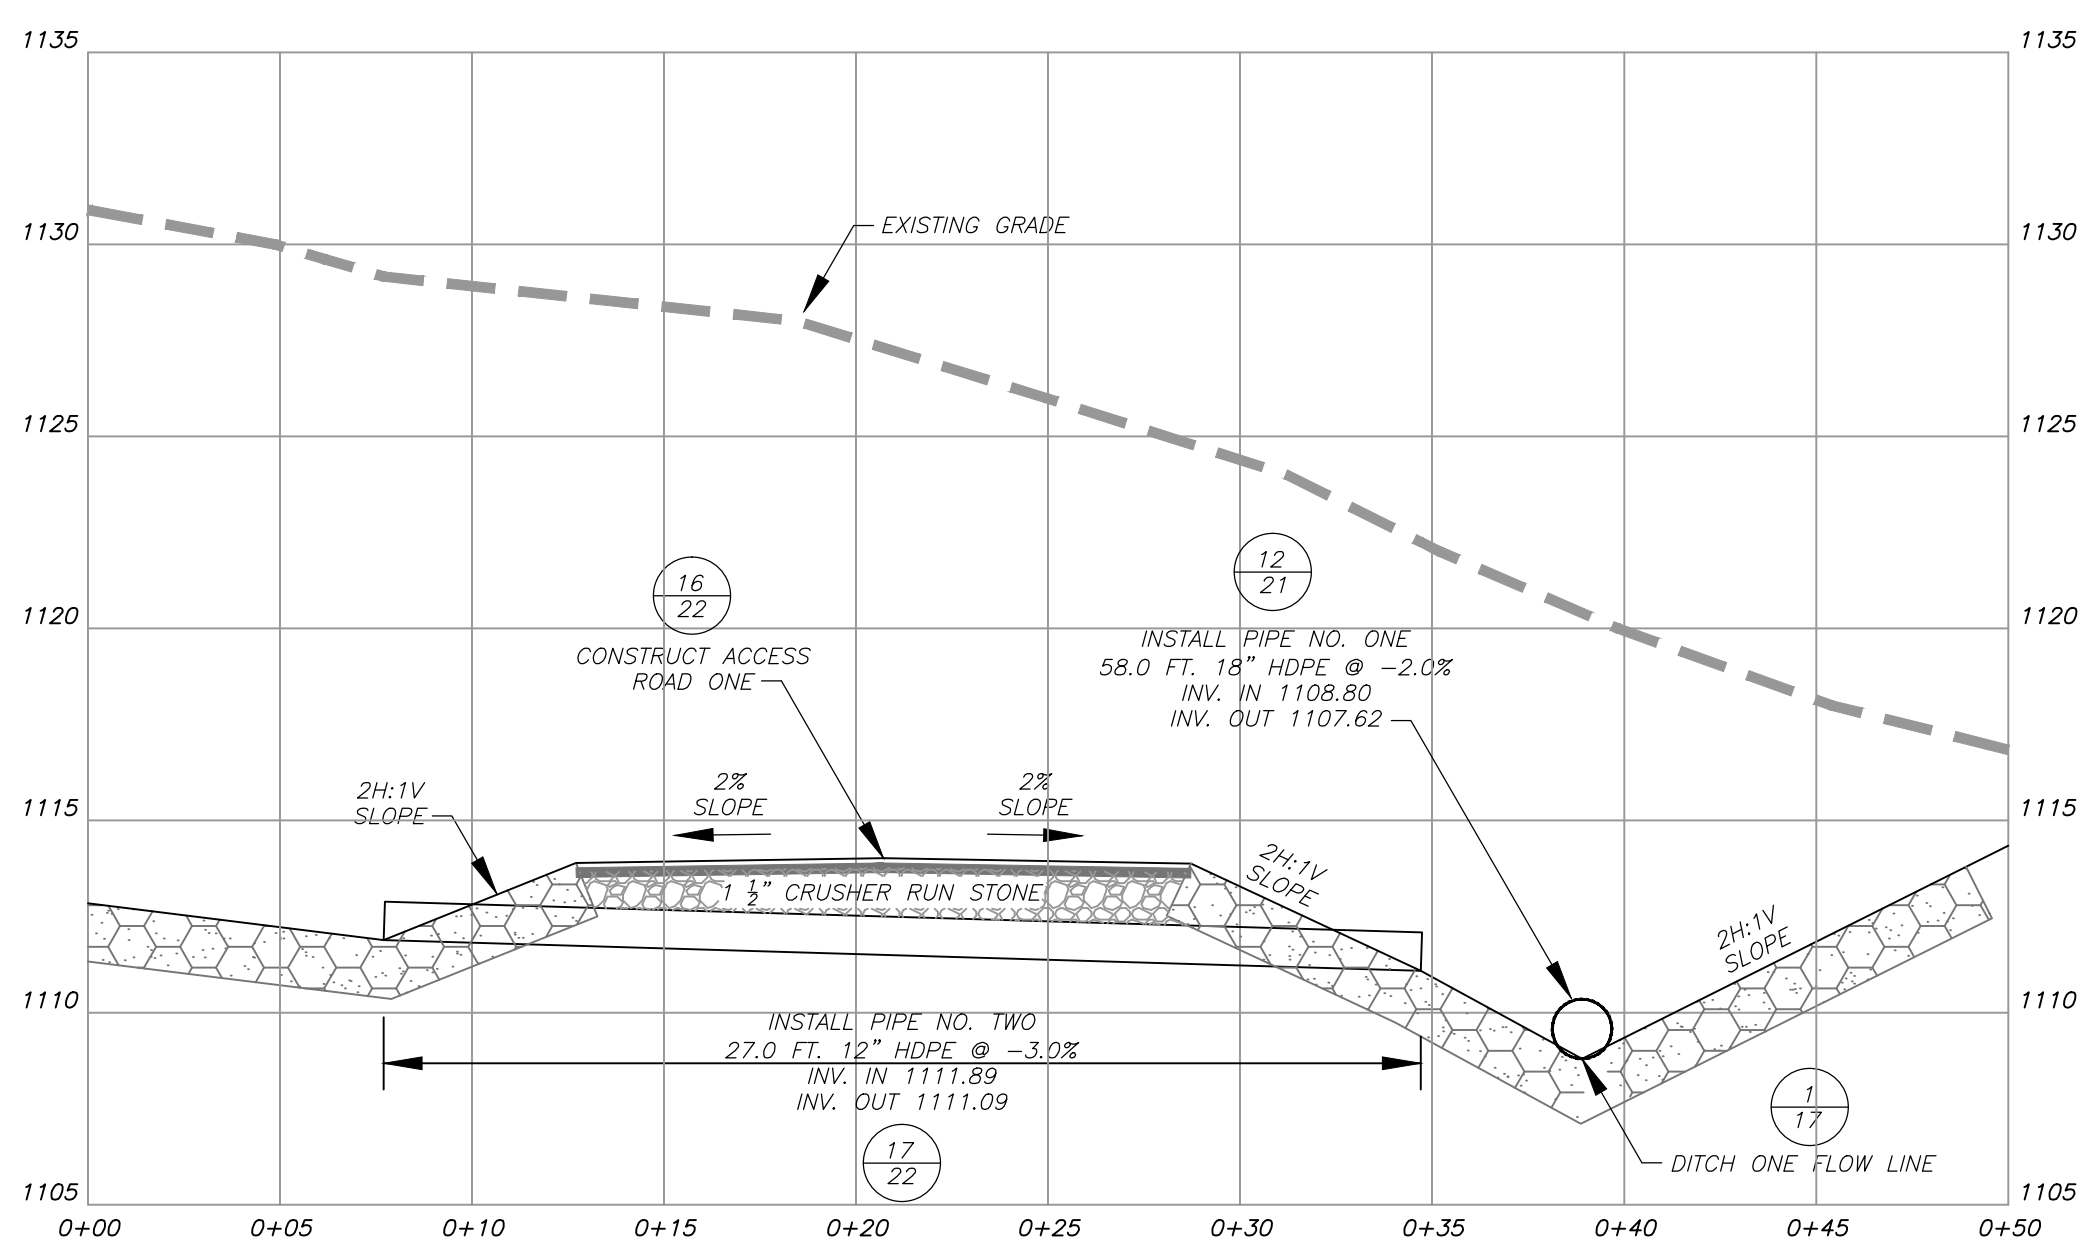 1135
1135
EXISTING GRADE
1130
1130
1125
1125
12
21
16
22
1120
1120
INSTALL PIPE NO. ONE
58.0 FT. 18" HDPE @ −2.0%
INV. IN 1108.80
INV. OUT 1107.62
CONSTRUCT ACCESS
ROAD ONE
2%
SLOPE
2%
SLOPE
2H:1V
SLOPE
1115
1115
2H:1V
SLOPE
1 ½" CRUSHER RUN STONE
2H:1V
SLOPE
1110
1110
INSTALL PIPE NO. TWO
27.0 FT. 12" HDPE @ −3.0%
INV. IN 1111.89
INV. OUT 1111.09
1
17
17
22
DITCH ONE FLOW LINE
1105
1105
0+00
0+05
0+10
0+15
0+20
0+25
0+30
0+35
0+40
0+45
0+50